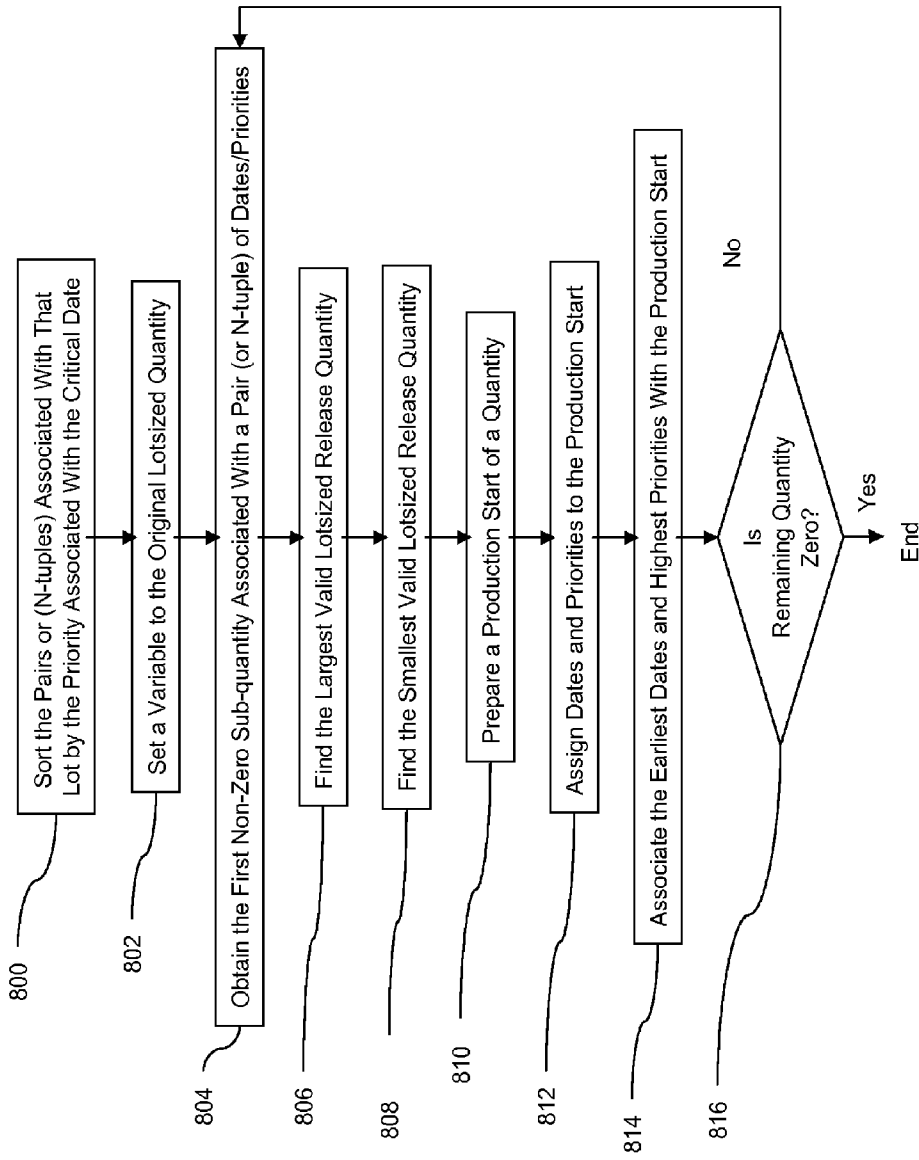 800
Sort the Pairs or (N-tuples) Associated With That
Lot by the Priority Associated With the Critical Date
802
Set a Variable to the Original Lotsized Quantity
804
Obtain the First Non-Zero Sub-quantity Associated With a Pair (or N-tuple) of Dates/Priorities
806
Find the Largest Valid Lotsized Release Quantity
808
Find the Smallest Valid Lotsized Release Quantity
810
Prepare a Production Start of a Quantity
812
Assign Dates and Priorities to the Production Start
814
Associate the Earliest Dates and Highest Priorities With the Production Start
816
Is
Remaining Quantity
Zero?
No
Yes
End